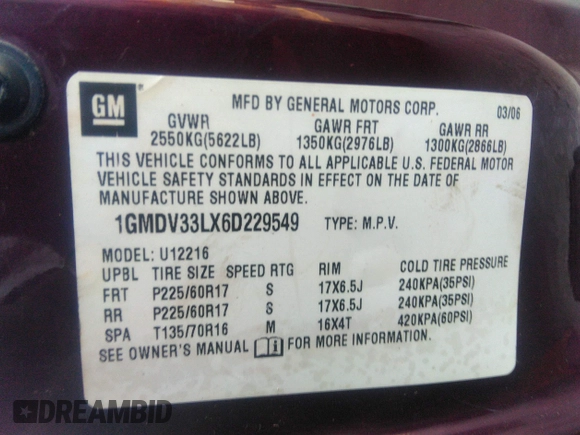 GM
MFD BY GENERAL MOTORS CORP. 03/06
GVWR GAWR FRT GAWR RR
2550KG(5622LB) 1350KG(2976LB) 1300KG(2866LB)
THIS VEHICLE CONFORMS TO ALL APPLICABLE U.S. FEDERAL MOTOR
VEHICLE SAFETY STANDARDS IN EFFECT ON THE DATE OF
MANUFACTURE SHOWN ABOVE.
1GMDV33LX6D229549 TYPE: M.P.V.
MODEL: U12216
UPBL TIRE SIZE SPEED RTG RIM COLD TIRE PRESSURE
FRT P225/60R17 S 17X6.5J 240KPA(35PSI)
RR P225/60R17 S 17X6.5J 240KPA(35PSI)
SPA T135/70R16 M 16X4T 420KPA(60PSI)
SEE OWNER'S MANUAL FOR MORE INFORMATION.
DREAMBID